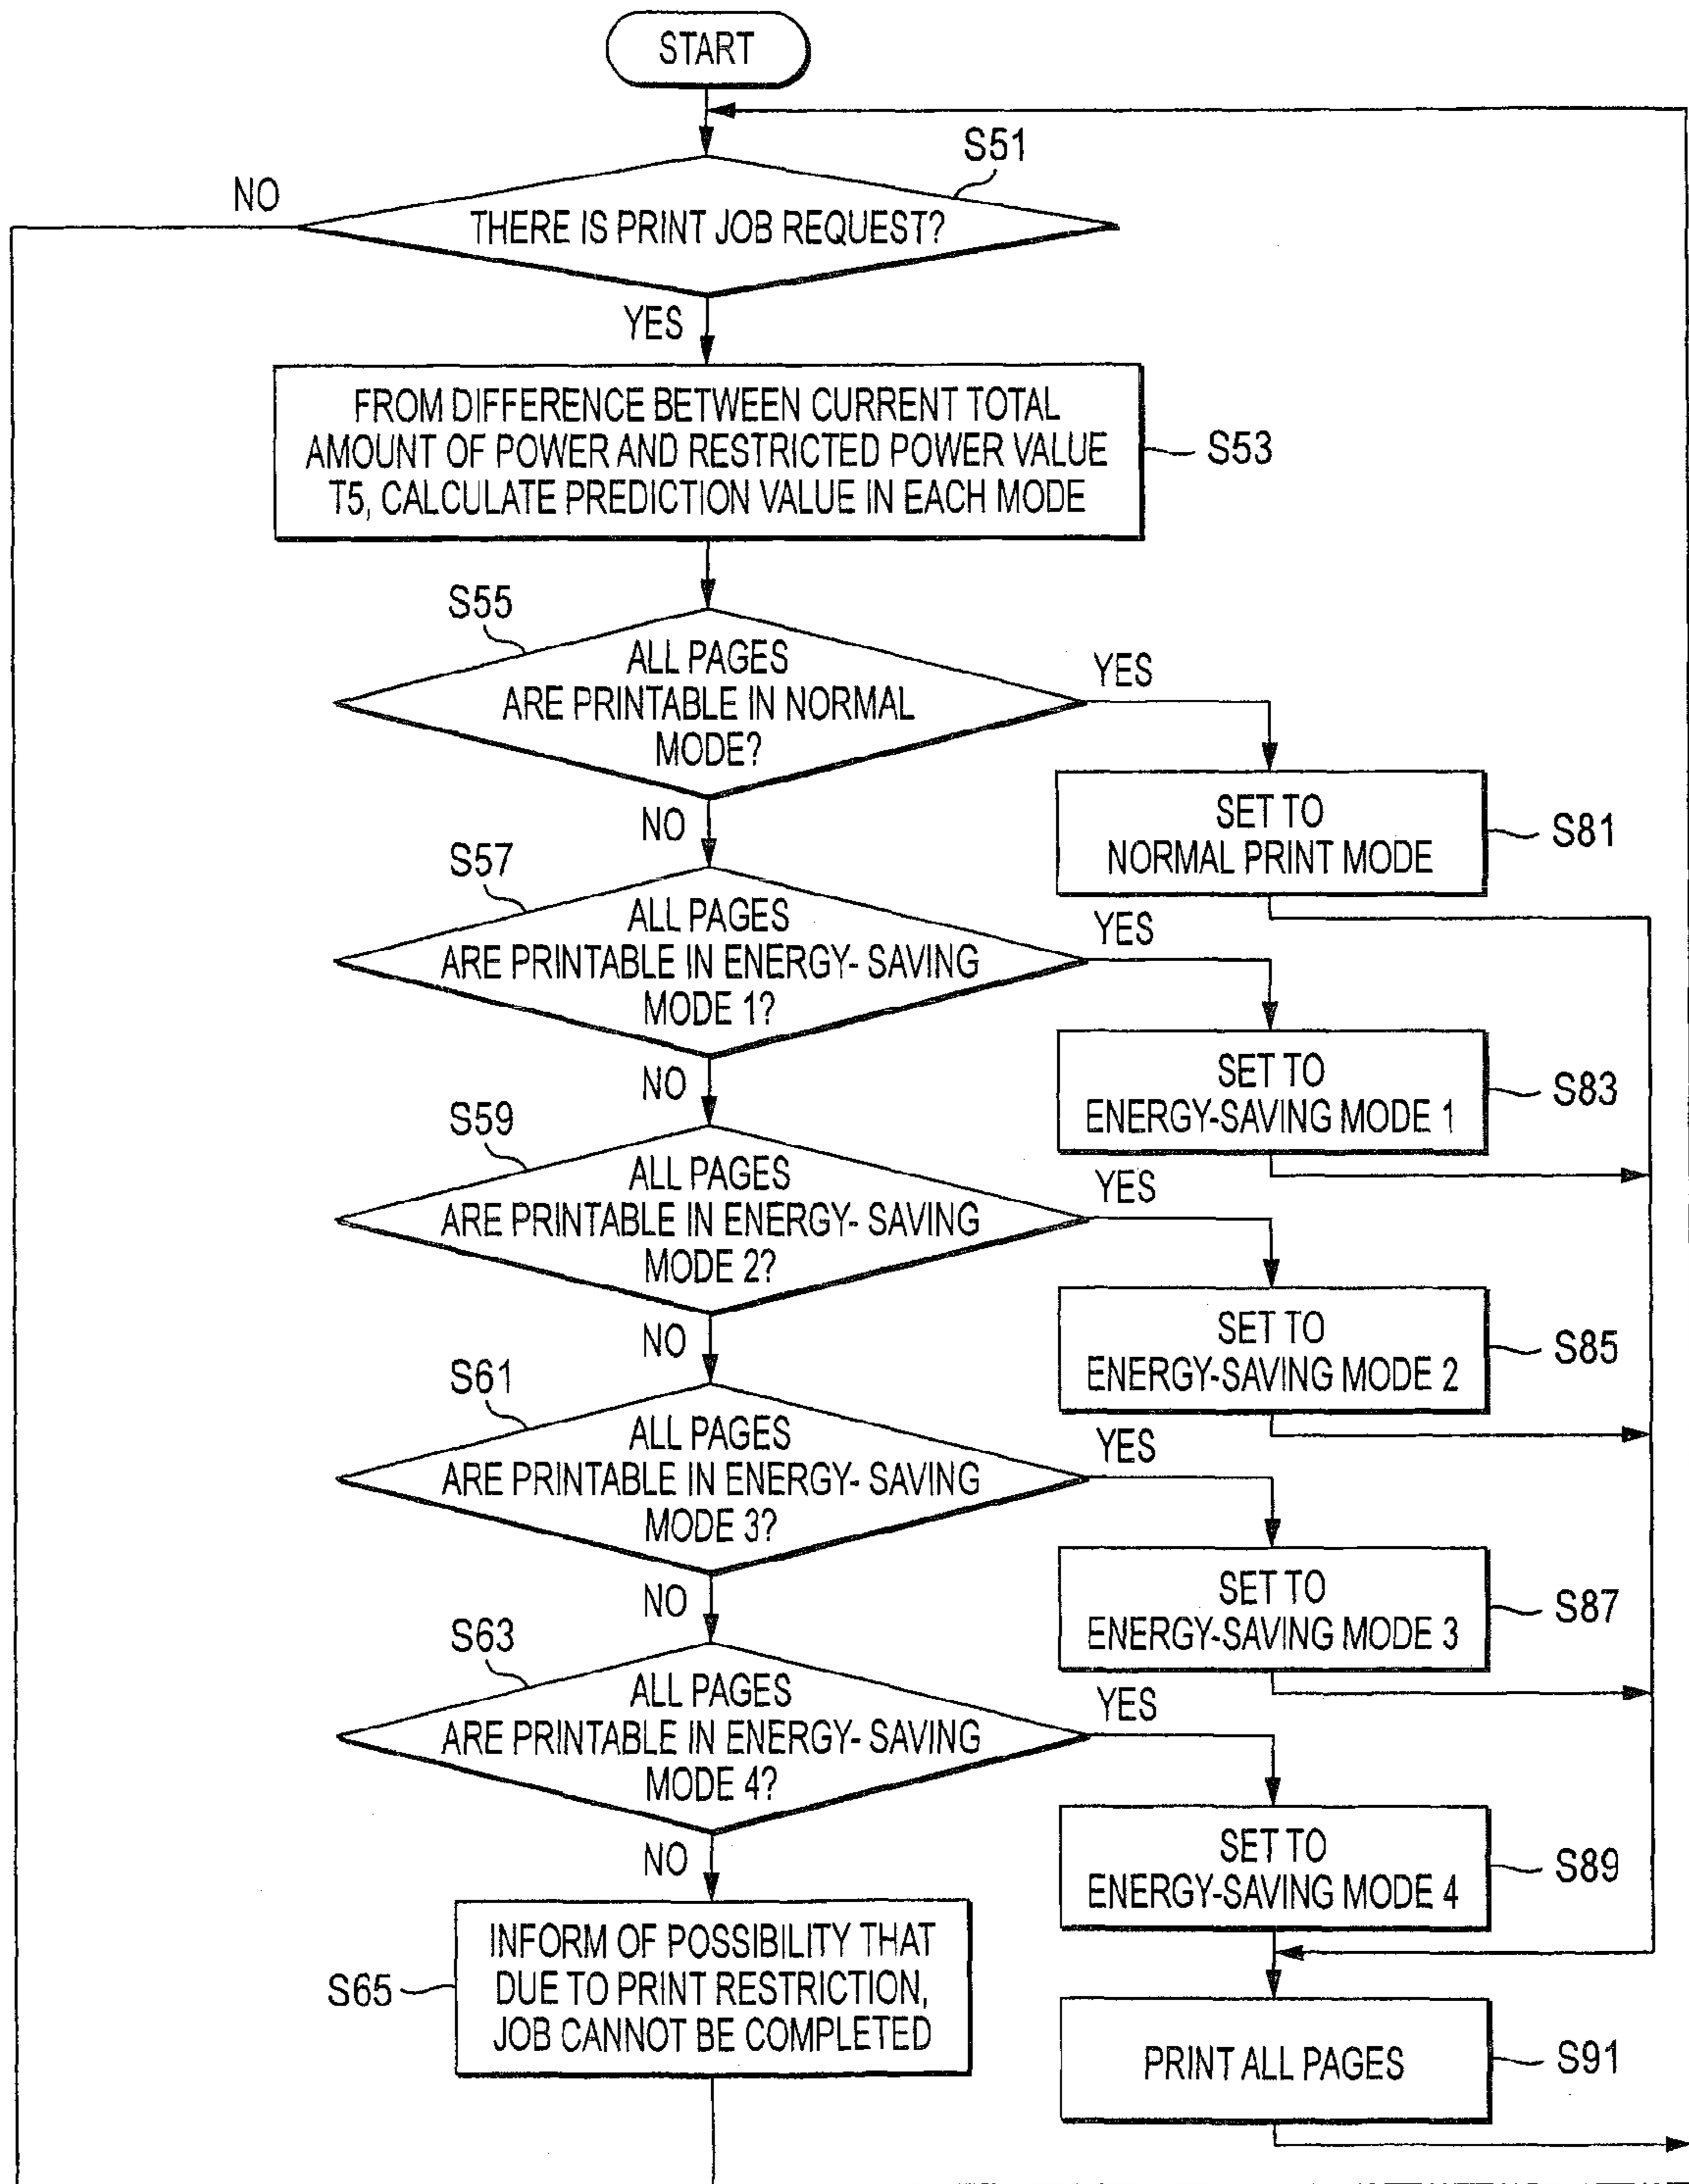 START
S51
NO
THERE IS PRINT JOB REQUEST?
YES
FROM DIFFERENCE BETWEEN CURRENT TOTAL
AMOUNT OF POWER AND RESTRICTED POWER VALUE
T5, CALCULATE PREDICTION VALUE IN EACH MODE
S53
S55
ALL PAGES
ARE PRINTABLE IN NORMAL
MODE?
YES
NO
SET TO
NORMAL PRINT MODE
S81
S57
ALL PAGES
ARE PRINTABLE IN ENERGY- SAVING
MODE 1?
YES
NO
SET TO
ENERGY-SAVING MODE 1
S83
S59
ALL PAGES
ARE PRINTABLE IN ENERGY- SAVING
MODE 2?
YES
NO
SET TO
ENERGY-SAVING MODE 2
S85
S61
ALL PAGES
ARE PRINTABLE IN ENERGY- SAVING
MODE 3?
YES
NO
SET TO
ENERGY-SAVING MODE 3
S87
S63
ALL PAGES
ARE PRINTABLE IN ENERGY- SAVING
MODE 4?
YES
NO
SET TO
ENERGY-SAVING MODE 4
S89
S65
INFORM OF POSSIBILITY THAT
DUE TO PRINT RESTRICTION,
JOB CANNOT BE COMPLETED
PRINT ALL PAGES
S91